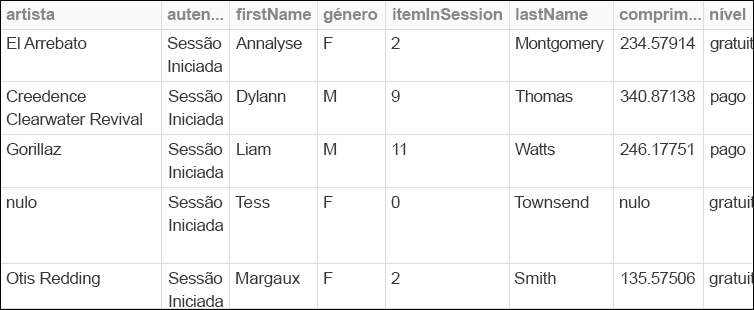 artista auten... firstName género itemInSession lastName comprim... nível
El Arrebato Sessão Annalyse F 2 Montgomery 234.57914 gratuit
Iniciada
Creedence Sessão Dylann M 9 Thomas 340.87138 pago
Clearwater Revival Iniciada
Gorillaz Sessão Liam M 11 Watts 246.17751 pago
Iniciada
nulo Sessão Tess F 0 Townsend nulo gratuit
Iniciada
Otis Redding Sessão Margaux F 2 Smith 135.57506 gratuit
Iniciada